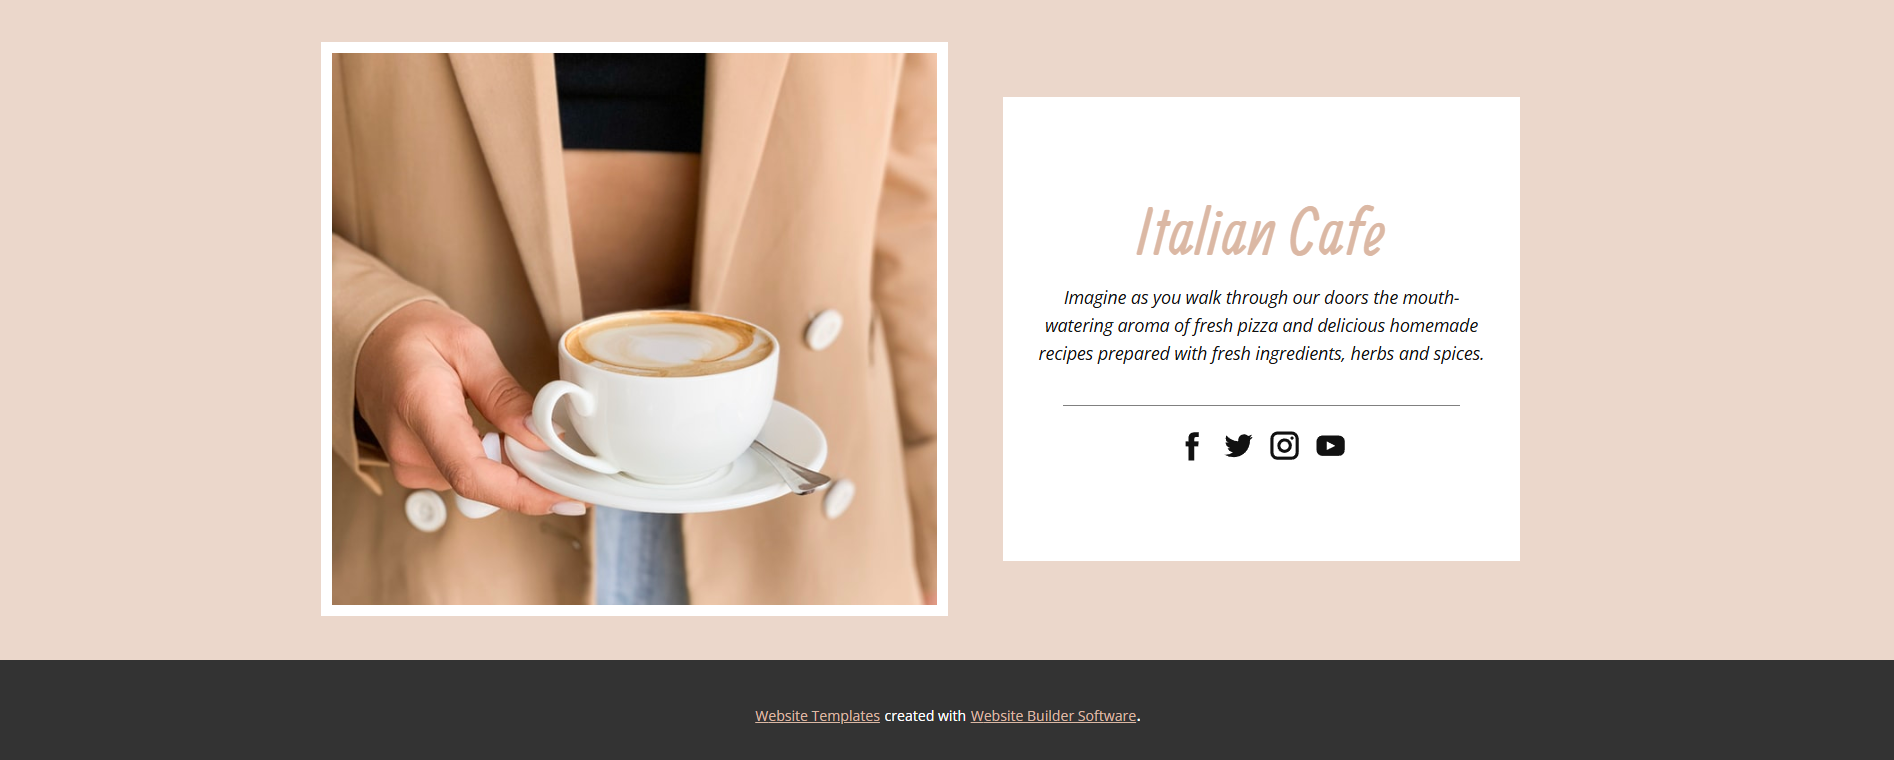 Italian Cafe
Imagine as you walk through our doors the mouth-
watering aroma of fresh pizza and delicious homemade
recipes prepared with fresh ingredients, herbs and spices.
Website Templates created with Website Builder Software.